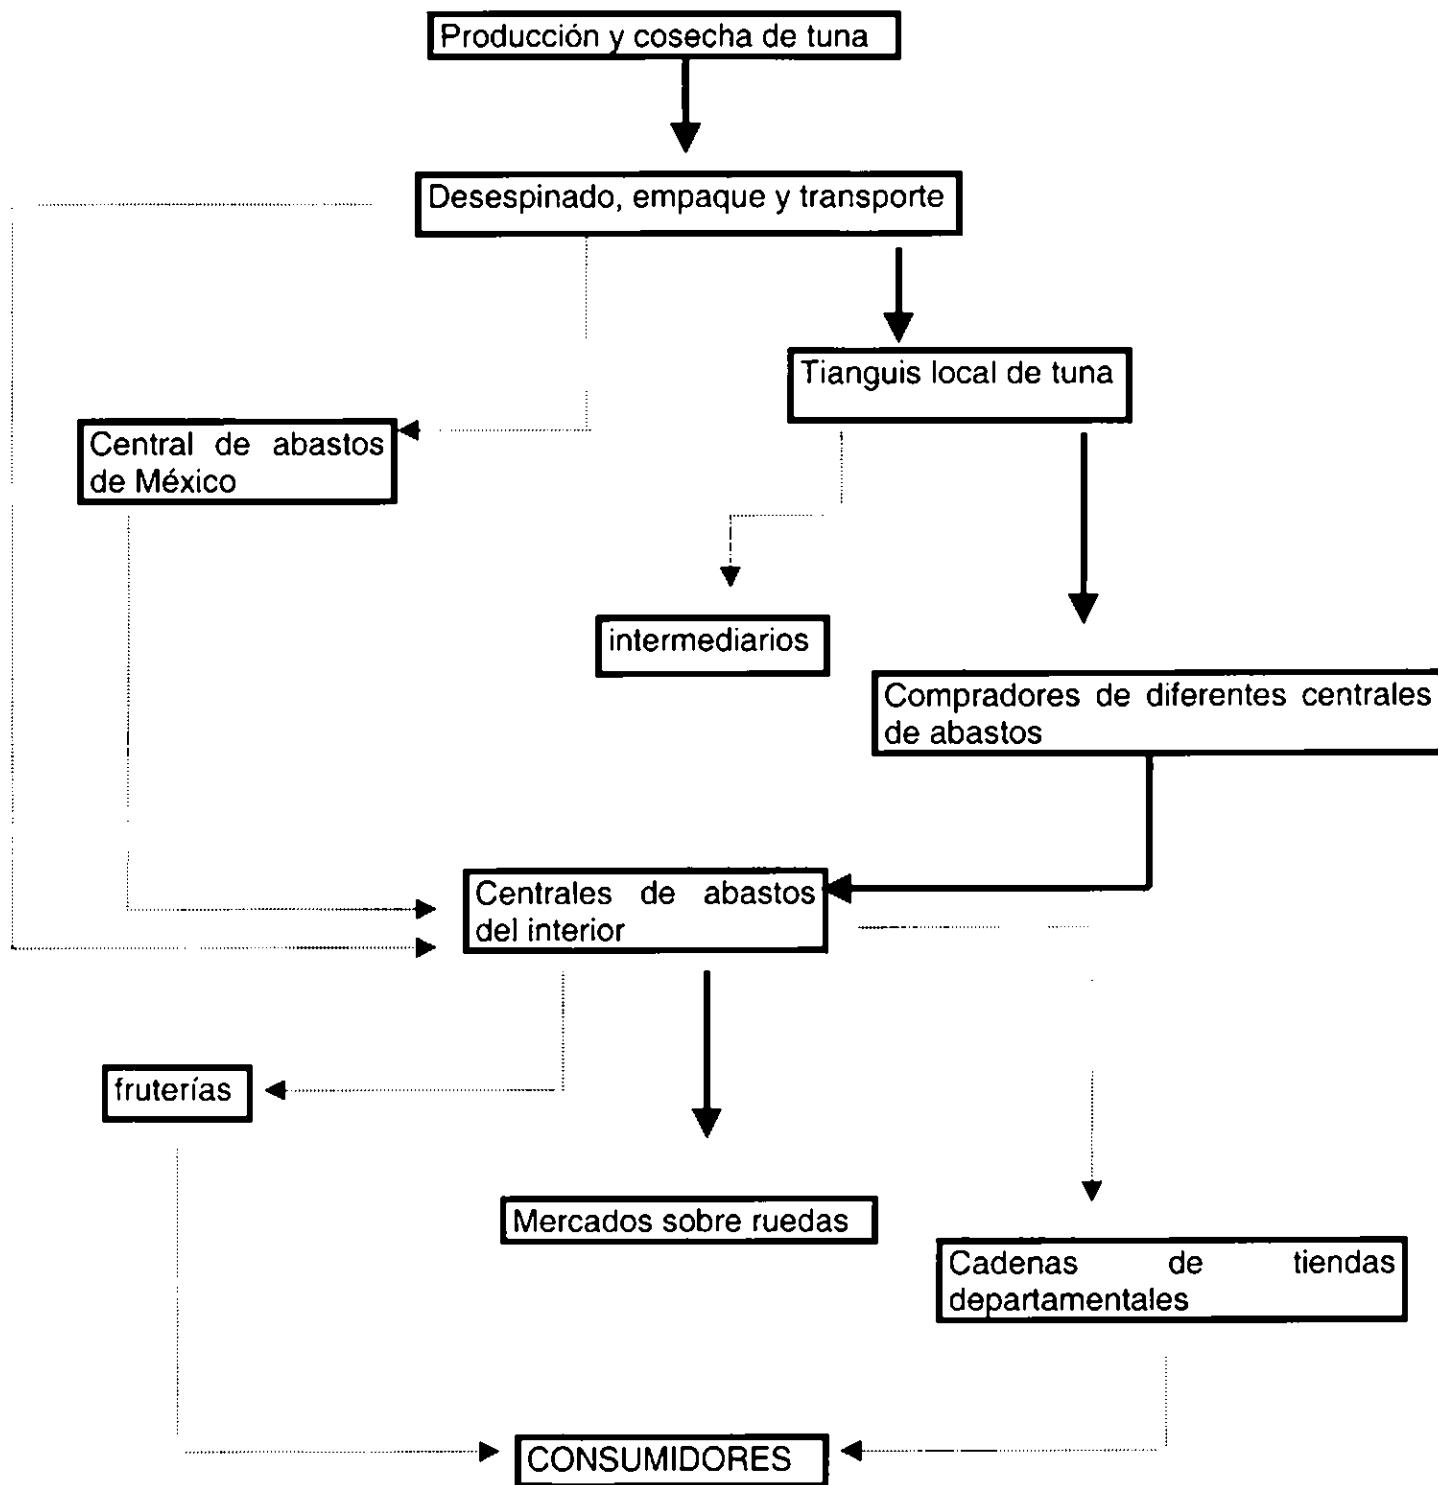 Producción y cosecha de tuna
Desespinado, empaque y transporte
Tianguis local de tuna
Central de abastos
de México
intermediarios
Compradores de diferentes centrales
de abastos
Centrales de abastos
del interior
fruterías
Mercados sobre ruedas
Cadenas de tiendas
departamentales
CONSUMIDORES